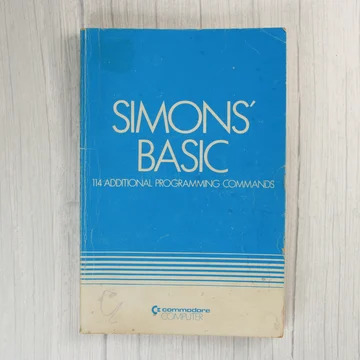 SIMONS'
BASIC
114 ADDITIONAL PROGRAMMING COMMANDS
commodore
COMPUTER